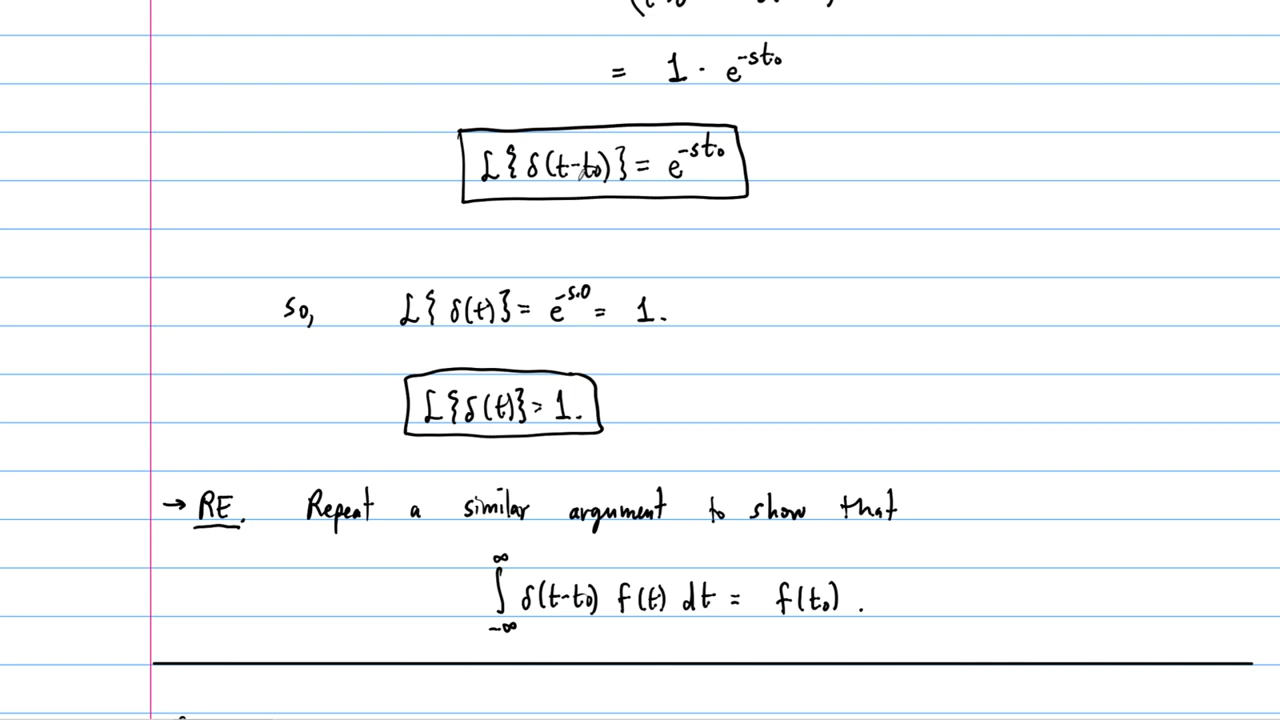 = 1 · e^{-st₀}
ℒ{δ(t-t₀)} = e^{-st₀}
so, ℒ{δ(t)} = e^{-s.0} = 1.
ℒ{δ(t)} = 1.
→ RE. Repeat a similar argument to show that
∫_{-∞}^{∞} δ(t-t₀) f(t) dt = f(t₀).